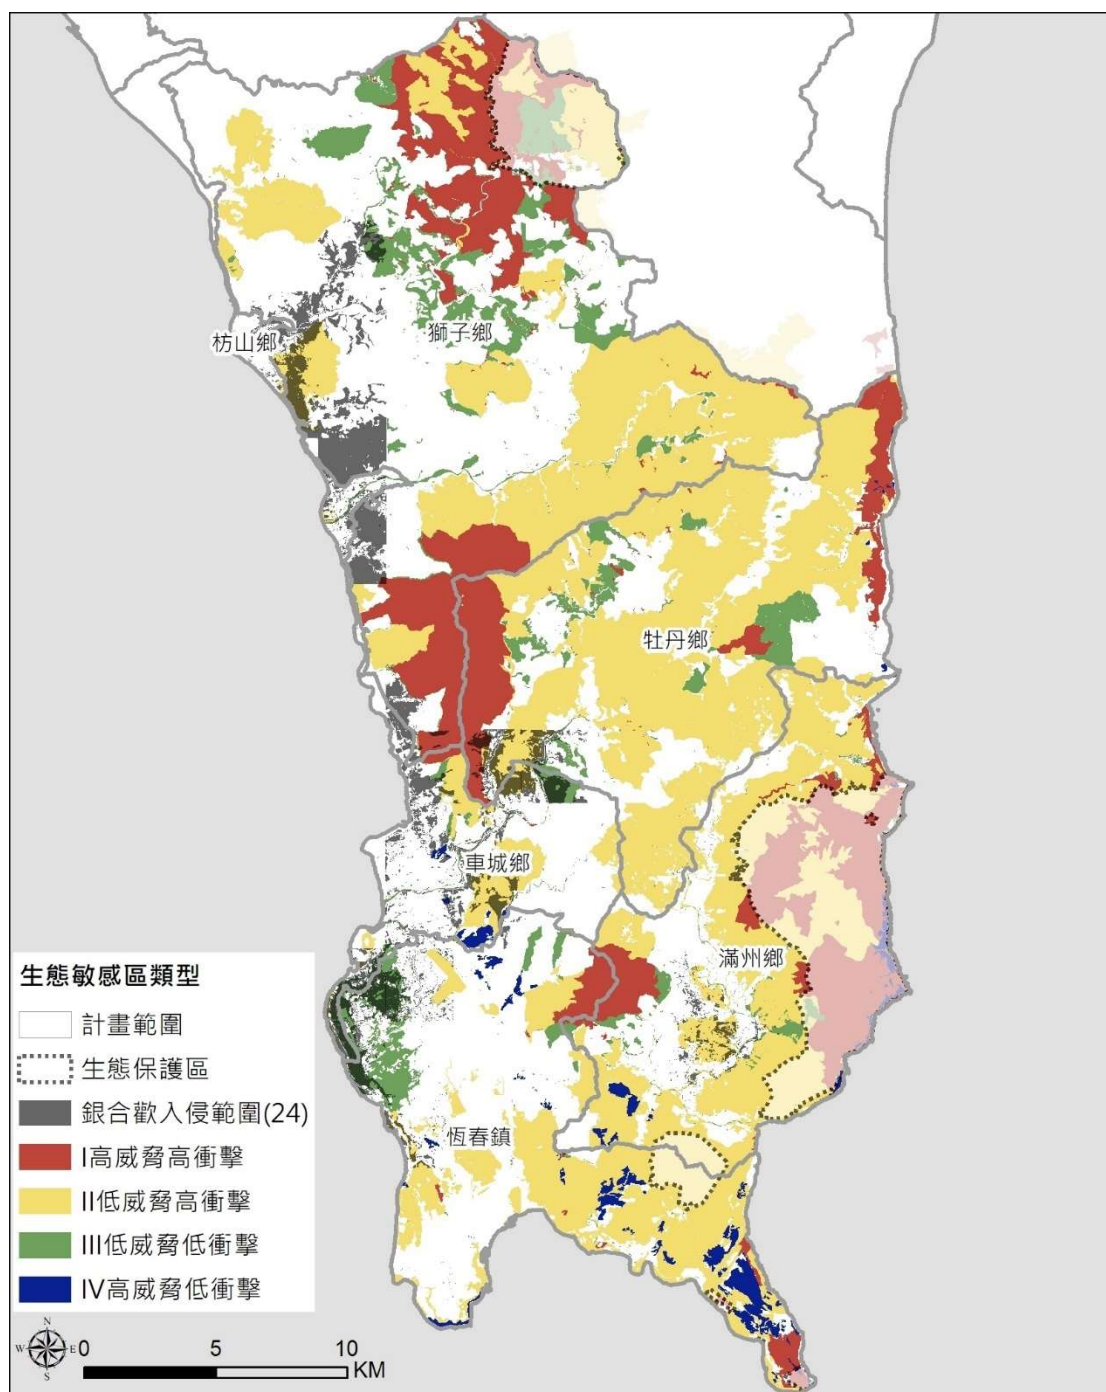 枋山鄉
獅子鄉
牡丹鄉
車城鄉
滿州鄉
恆春鎮
生態敏感區類型
計畫範圍
生態保護區
銀合歡入侵範圍(24)
I高威脅高衝擊
II低威脅高衝擊
III低威脅低衝擊
IV高威脅低衝擊
N
W
E
S
0 5 10
KM